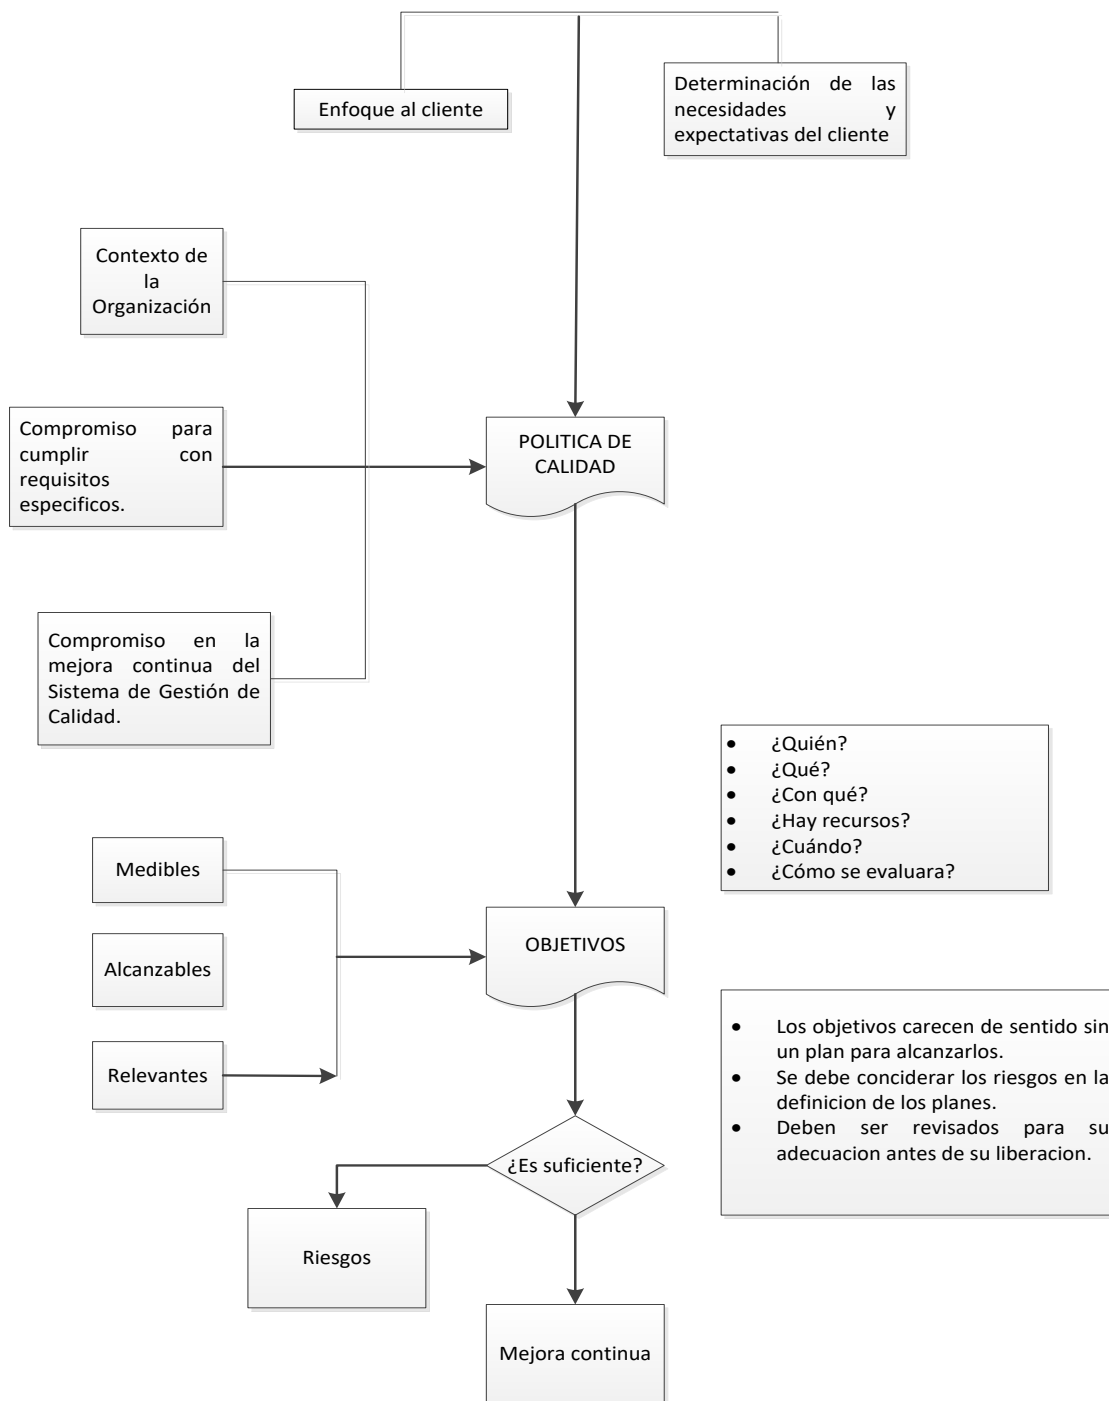 Enfoque al cliente
Determinación de las
necesidades y
expectativas del cliente
Contexto de
la
Organización
Compromiso para
cumplir con
requisitos
especificos.
POLITICA DE
CALIDAD
Compromiso en la
mejora continua del
Sistema de Gestión de
Calidad.
• ¿Quién?
• ¿Qué?
• ¿Con qué?
• ¿Hay recursos?
• ¿Cuándo?
• ¿Cómo se evaluara?
Medibles
Alcanzables
Relevantes
OBJETIVOS
• Los objetivos carecen de sentido sin
un plan para alcanzarlos.
• Se debe conciderar los riesgos en la
definicion de los planes.
• Deben ser revisados para su
adecuacion antes de su liberacion.
¿Es suficiente?
Riesgos
Mejora continua